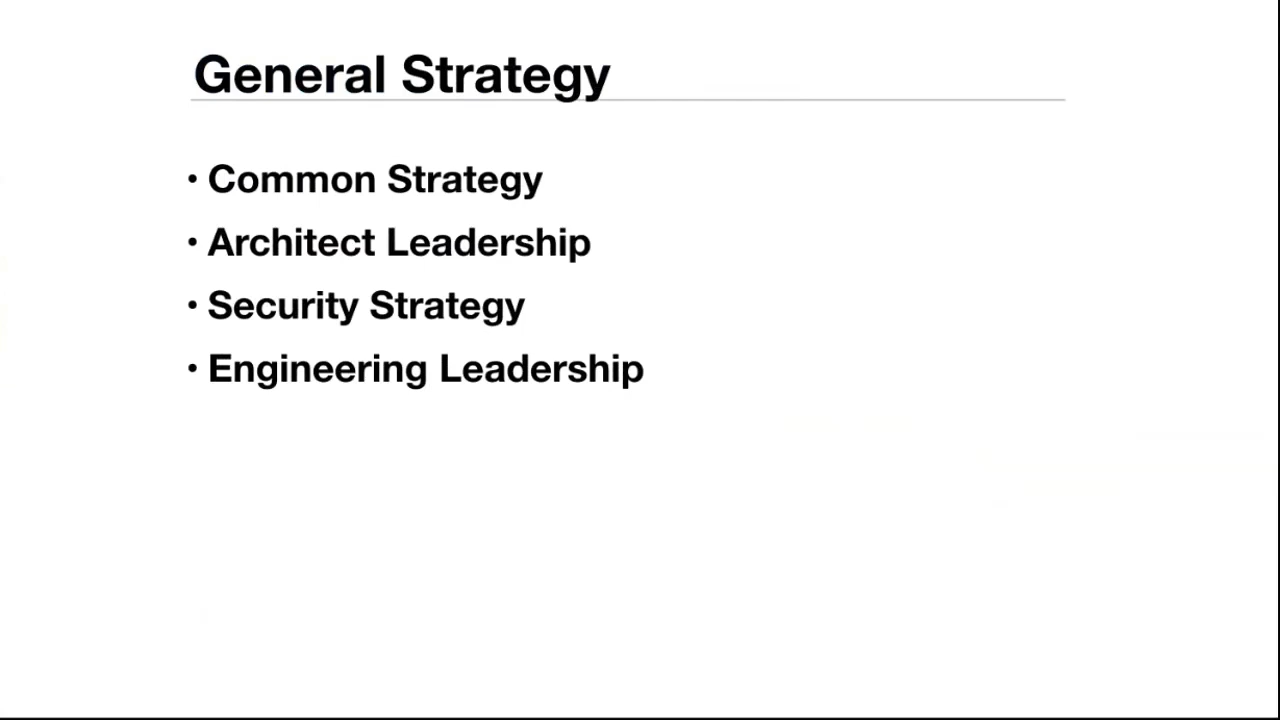 General Strategy
• Common Strategy
• Architect Leadership
• Security Strategy
• Engineering Leadership